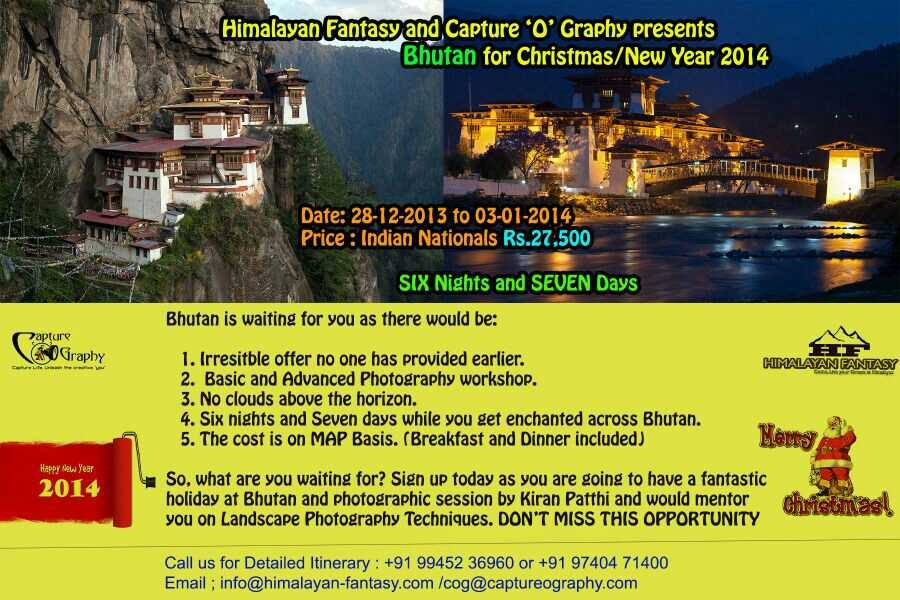 Himalayan Fantasy and Capture ‘O’ Graphy presents
Bhutan for Christmas/New Year 2014
Date: 28-12-2013 to 03-01-2014
Price : Indian Nationals Rs.27,500
SIX Nights and SEVEN Days
Bhutan is waiting for you as there would be:
1. Irresitble offer no one has provided earlier.
2. Basic and Advanced Photography workshop.
3. No clouds above the horizon.
4. Six nights and Seven days while you get enchanted across Bhutan.
5. The cost is on MAP Basis. (Breakfast and Dinner included)
So, what are you waiting for? Sign up today as you are going to have a fantastic
holiday at Bhutan and photographic session by Kiran Patthi and would mentor
you on Landscape Photography Techniques. DON'T MISS THIS OPPORTUNITY
Call us for Detailed Itinerary : +91 99452 36960 or +91 97404 71400
Email ; info@himalayan-fantasy.com /cog@captureography.com
Capture
Graphy
Capture Life, Unleash the creative 'you'
Happy New Year
2014
HF
HIMALAYAN FANTASY
Merry
Christmas!